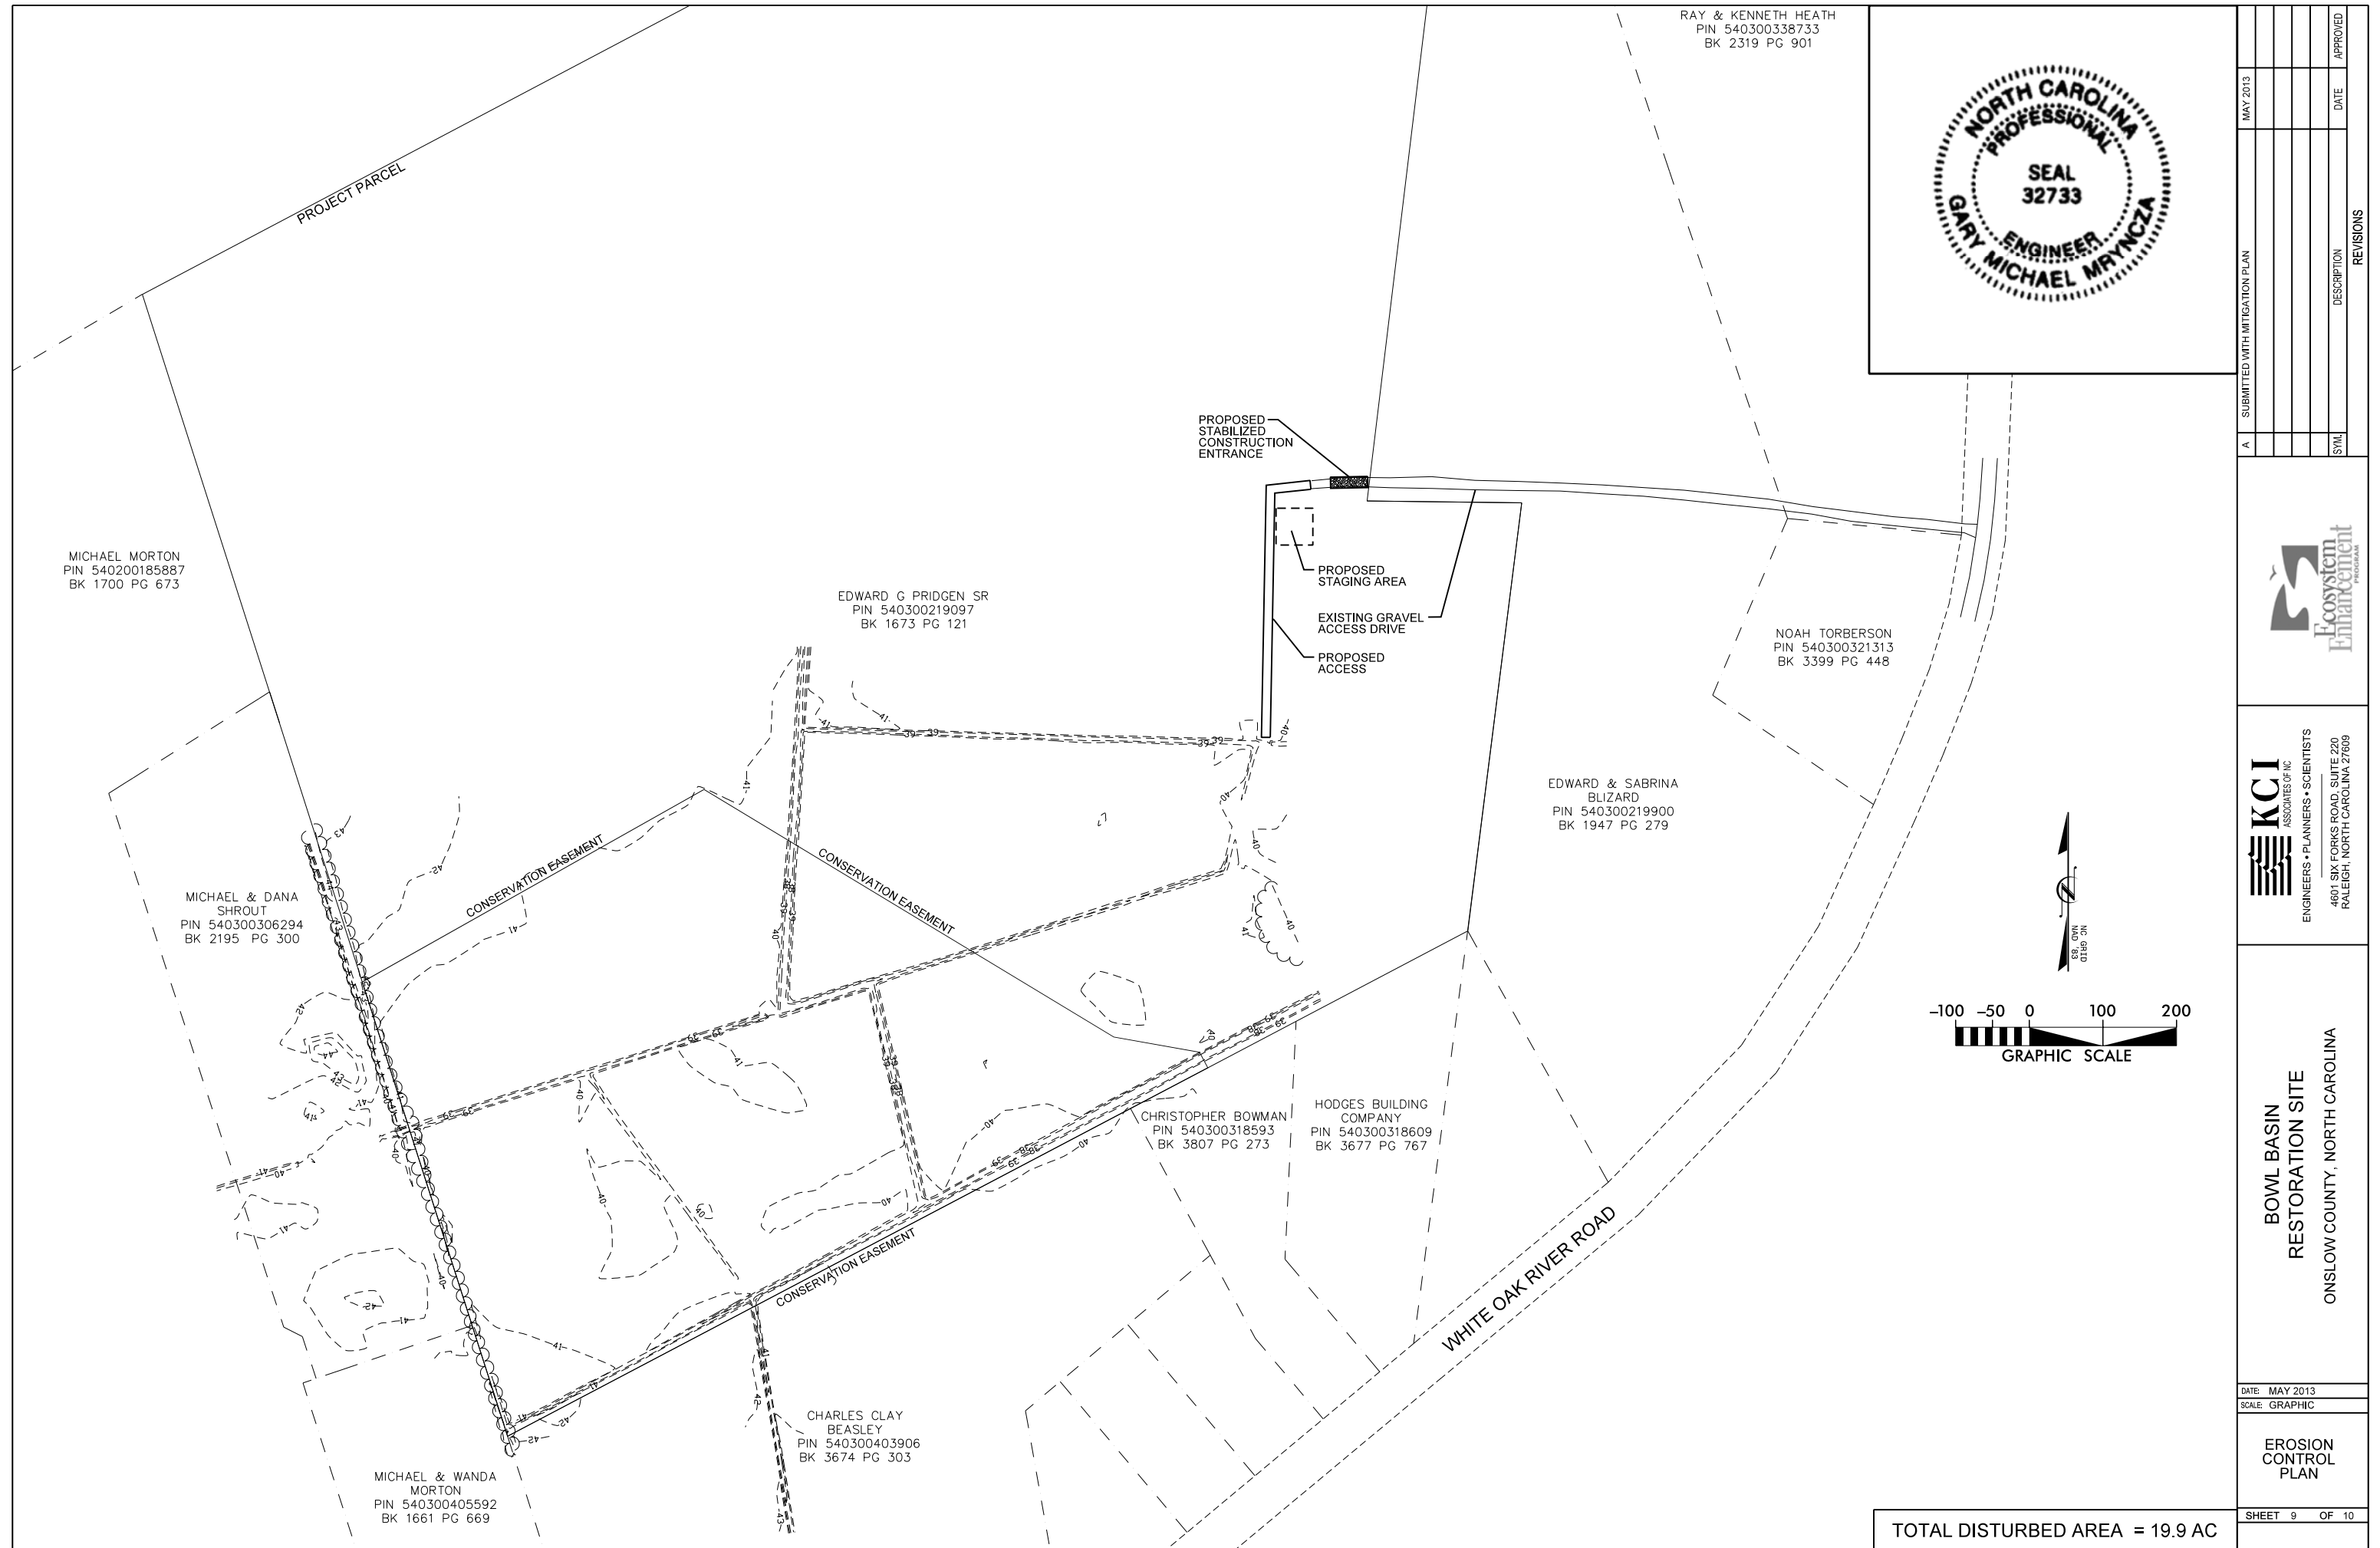 RAY & KENNETH HEATH
PIN 540300338733
BK 2319 PG 901
NORTH CAROLINA
PROFESSIONAL
SEAL
32733
ENGINEER
GARY MICHAEL MRYNCZA
PROJECT PARCEL
PROPOSED
STABILIZED
CONSTRUCTION
ENTRANCE
MICHAEL MORTON
PIN 540200185887
BK 1700 PG 673
EDWARD G PRIDGEN SR
PIN 540300219097
BK 1673 PG 121
PROPOSED
STAGING AREA
EXISTING GRAVEL
ACCESS DRIVE
PROPOSED
ACCESS
NOAH TORBERSON
PIN 540300321313
BK 3399 PG 448
EDWARD & SABRINA
BLIZARD
PIN 540300219900
BK 1947 PG 279
MICHAEL & DANA
SHROUT
PIN 540300306294
BK 2195 PG 300
CONSERVATION EASEMENT
CONSERVATION EASEMENT
CONSERVATION EASEMENT
CHRISTOPHER BOWMAN
PIN 540300318593
BK 3807 PG 273
HODGES BUILDING
COMPANY
PIN 540300318609
BK 3677 PG 767
WHITE OAK RIVER ROAD
CHARLES CLAY
BEASLEY
PIN 540300403906
BK 3674 PG 303
MICHAEL & WANDA
MORTON
PIN 540300405592
BK 1661 PG 669
NC GRID
NAD '83
-100 -50 0 100 200
GRAPHIC SCALE
TOTAL DISTURBED AREA = 19.9 AC
A SUBMITTED WITH MITIGATION PLAN MAY 2013
SYM. DESCRIPTION DATE APPROVED
REVISIONS
Ecosystem
Enhancement
PROGRAM
KCI
ASSOCIATES OF NC
ENGINEERS • PLANNERS • SCIENTISTS
4601 SIX FORKS ROAD, SUITE 220
RALEIGH, NORTH CAROLINA 27609
BOWL BASIN
RESTORATION SITE
ONSLOW COUNTY, NORTH CAROLINA
DATE: MAY 2013
SCALE: GRAPHIC
EROSION
CONTROL
PLAN
SHEET 9 OF 10